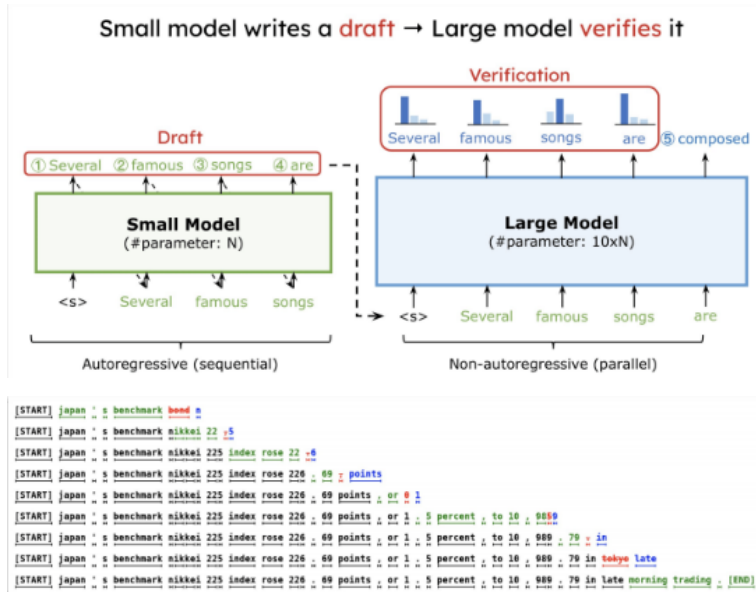 Small model writes a draft → Large model verifies it
Verification
Draft
Several famous songs are ⑤ composed
① Several ② famous ③ songs ④ are
Small Model
(#parameter: N)
Large Model
(#parameter: 10xN)
<s> Several famous songs
<s> Several famous songs are
Autoregressive (sequential)
Non-autoregressive (parallel)
[START] japan ' s benchmark bond n
[START] japan ' s benchmark nikkei 22 , 5
[START] japan ' s benchmark nikkei 225 index rose 22 , 6
[START] japan ' s benchmark nikkei 225 index rose 226 . 69 , points
[START] japan ' s benchmark nikkei 225 index rose 226 . 69 points , or 0 1
[START] japan ' s benchmark nikkei 225 index rose 226 . 69 points , or 1 . 5 percent , to 10 , 9859
[START] japan ' s benchmark nikkei 225 index rose 226 . 69 points , or 1 . 5 percent , to 10 , 989 . 79 , in
[START] japan ' s benchmark nikkei 225 index rose 226 . 69 points , or 1 . 5 percent , to 10 , 989 . 79 in tokyo late
[START] japan ' s benchmark nikkei 225 index rose 226 . 69 points , or 1 . 5 percent , to 10 , 989 . 79 in late morning trading . [END]